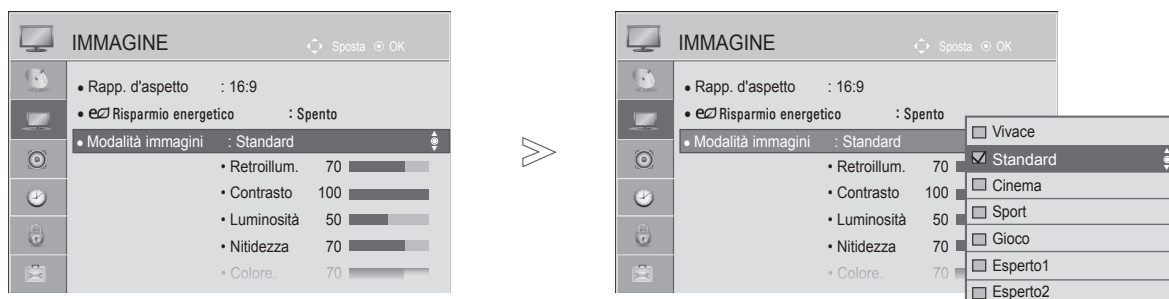 IMMAGINE
Sposta OK
• Rapp. d'aspetto : 16:9
• Risparmio energetico : Spento
• Modalità immagini : Standard
• Retroillum. 70
• Contrasto 100
• Luminosità 50
• Nitidezza 70
• Colore. 70
IMMAGINE
Sposta OK
• Rapp. d'aspetto : 16:9
• Risparmio energetico : Spento
• Modalità immagini : Standard
• Retroillum. 70
• Contrasto 100
• Luminosità 50
• Nitidezza 70
• Colore. 70
Vivace
Standard
Cinema
Sport
Gioco
Esperto1
Esperto2